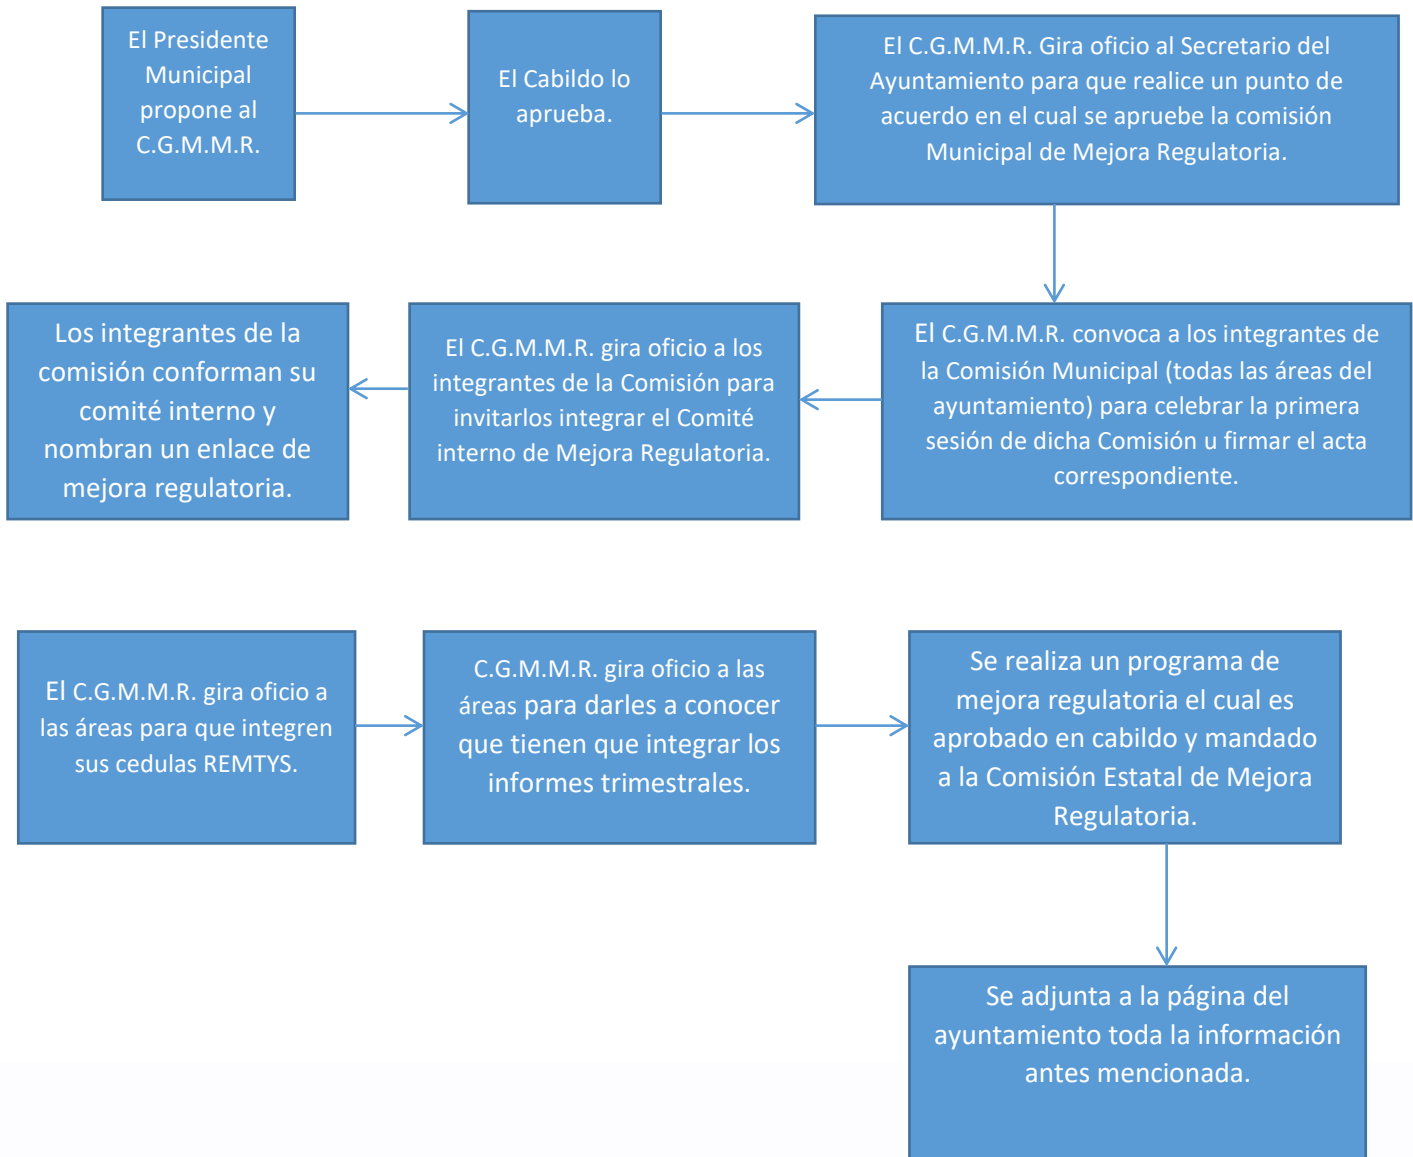 El Presidente
Municipal
propone al
C.G.M.M.R.
El Cabildo lo
aprueba.
El C.G.M.M.R. Gira oficio al Secretario del
Ayuntamiento para que realice un punto de
acuerdo en el cual se apruebe la comisión
Municipal de Mejora Regulatoria.
El C.G.M.M.R. convoca a los integrantes de
la Comisión Municipal (todas las áreas del
ayuntamiento) para celebrar la primera
sesión de dicha Comisión u firmar el acta
correspondiente.
El C.G.M.M.R. gira oficio a los
integrantes de la Comisión para
invitarlos integrar el Comité
interno de Mejora Regulatoria.
Los integrantes de la
comisión conforman su
comité interno y
nombran un enlace de
mejora regulatoria.
El C.G.M.M.R. gira oficio a
las áreas para que integren
sus cedulas REMTYS.
C.G.M.M.R. gira oficio a las
áreas para darles a conocer
que tienen que integrar los
informes trimestrales.
Se realiza un programa de
mejora regulatoria el cual es
aprobado en cabildo y mandado
a la Comisión Estatal de Mejora
Regulatoria.
Se adjunta a la página del
ayuntamiento toda la información
antes mencionada.